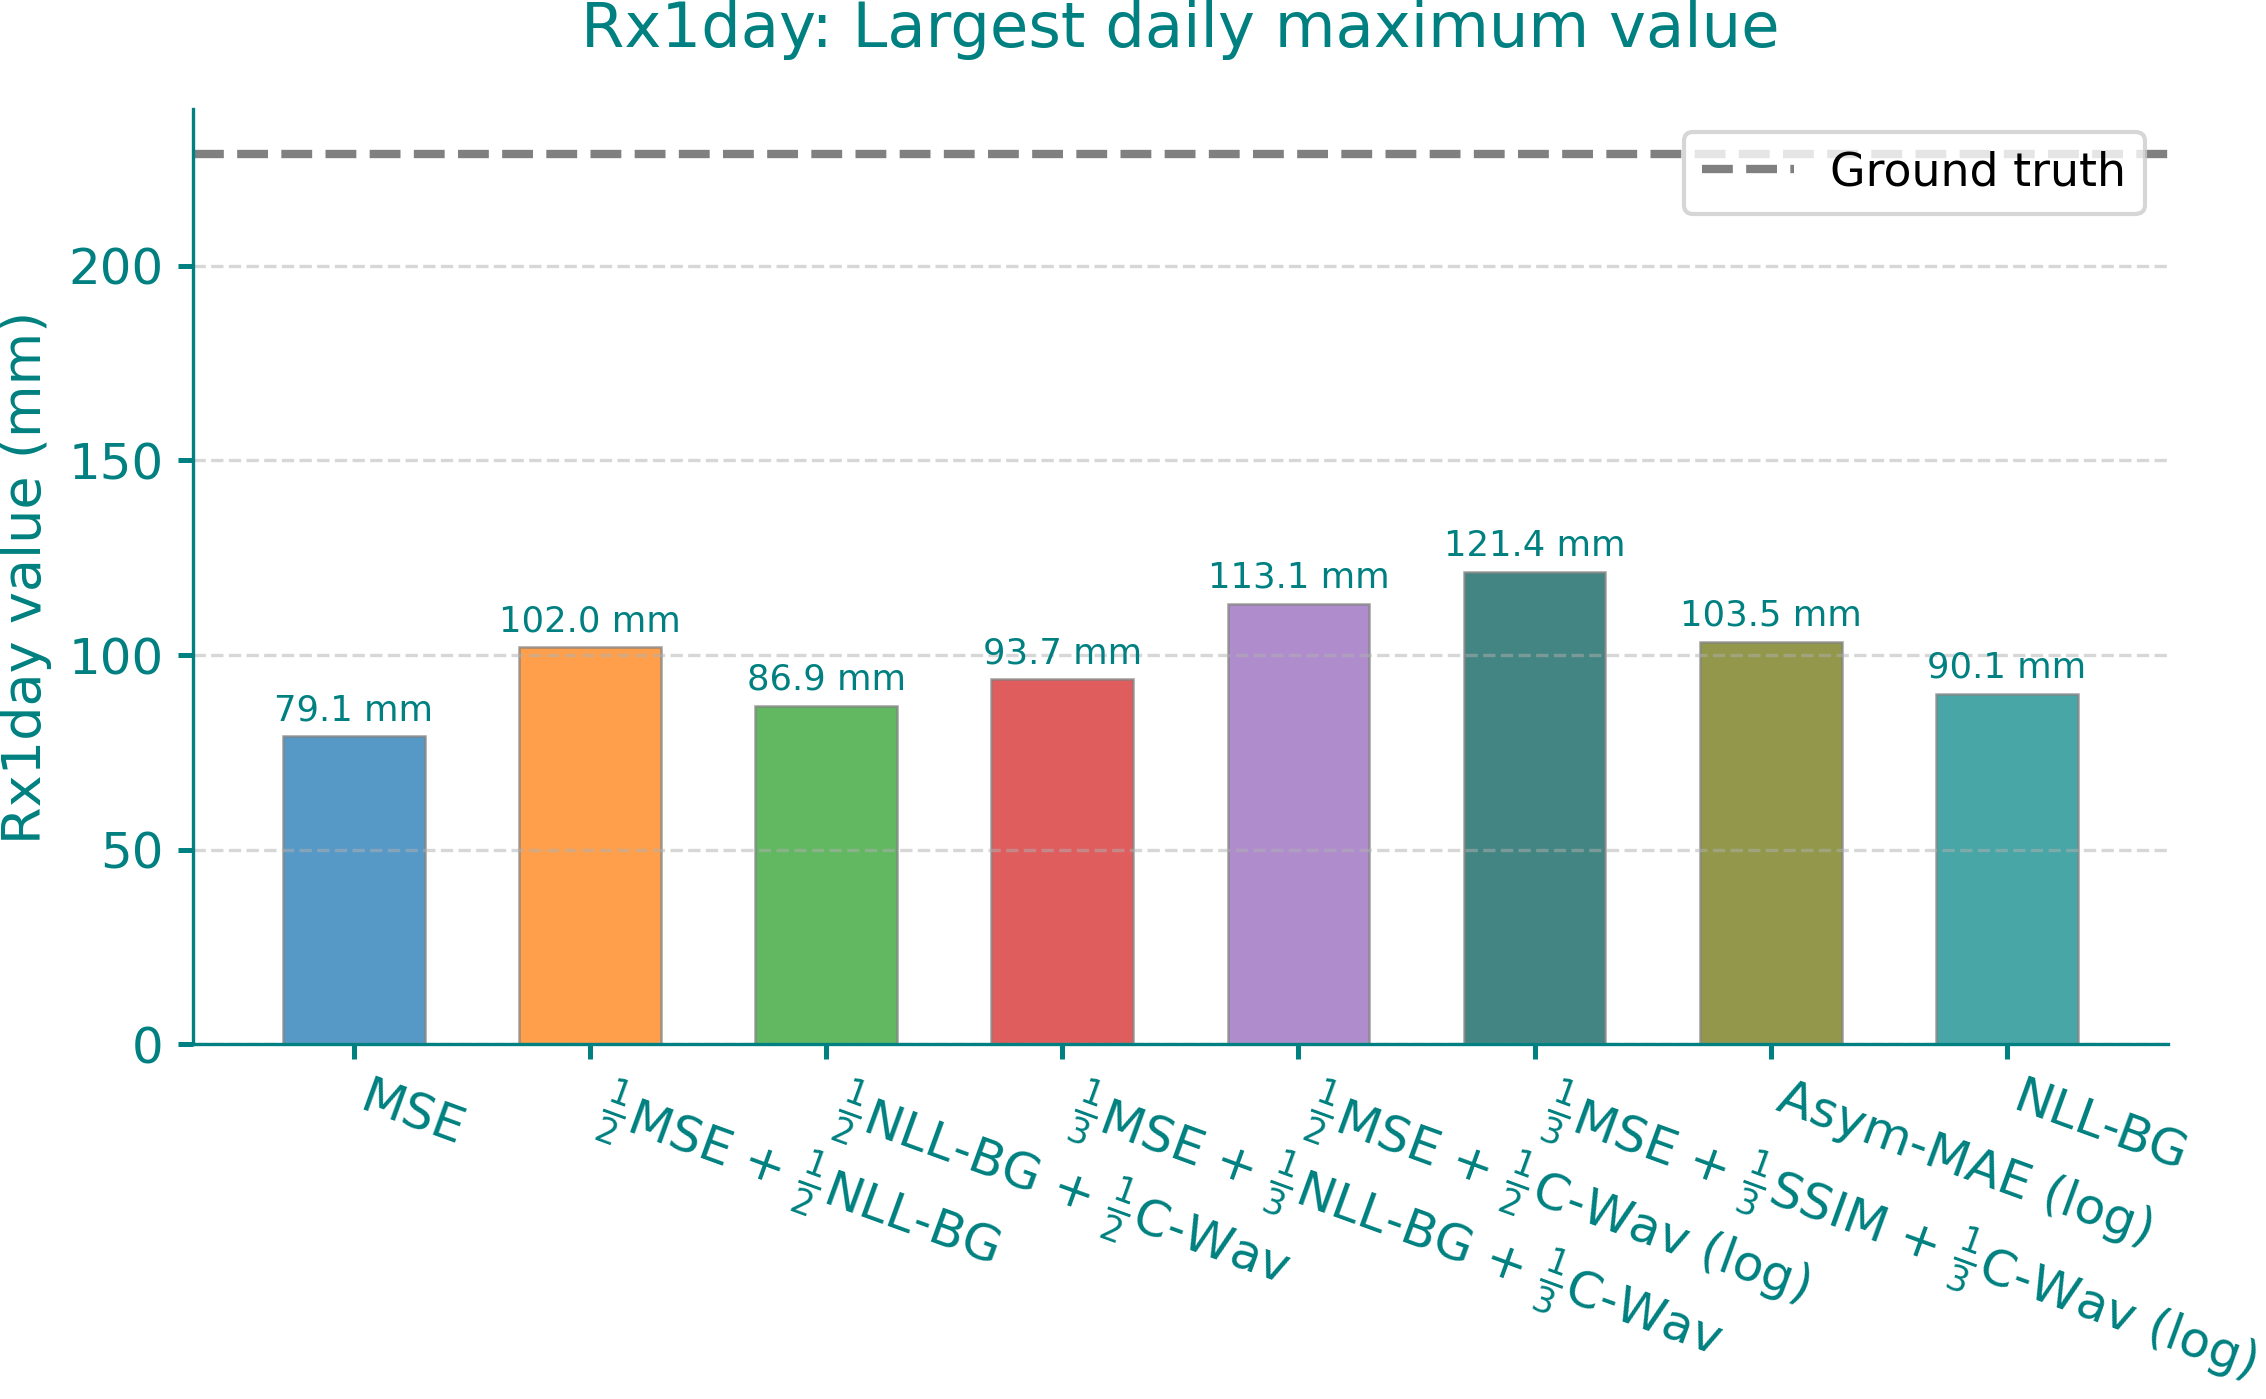 Rx1day: Largest daily maximum value
Ground truth
Rx1day value (mm)
200
150
100
50
0
79.1 mm
102.0 mm
86.9 mm
93.7 mm
113.1 mm
121.4 mm
103.5 mm
90.1 mm
MSE
½MSE + ½NLL-BG
½NLL-BG + ½C-Wav
⅓MSE + ⅓NLL-BG + ⅓C-Wav
½MSE + ½C-Wav (log)
⅓MSE + ⅓SSIM + ⅓C-Wav (log)
Asym-MAE (log)
NLL-BG